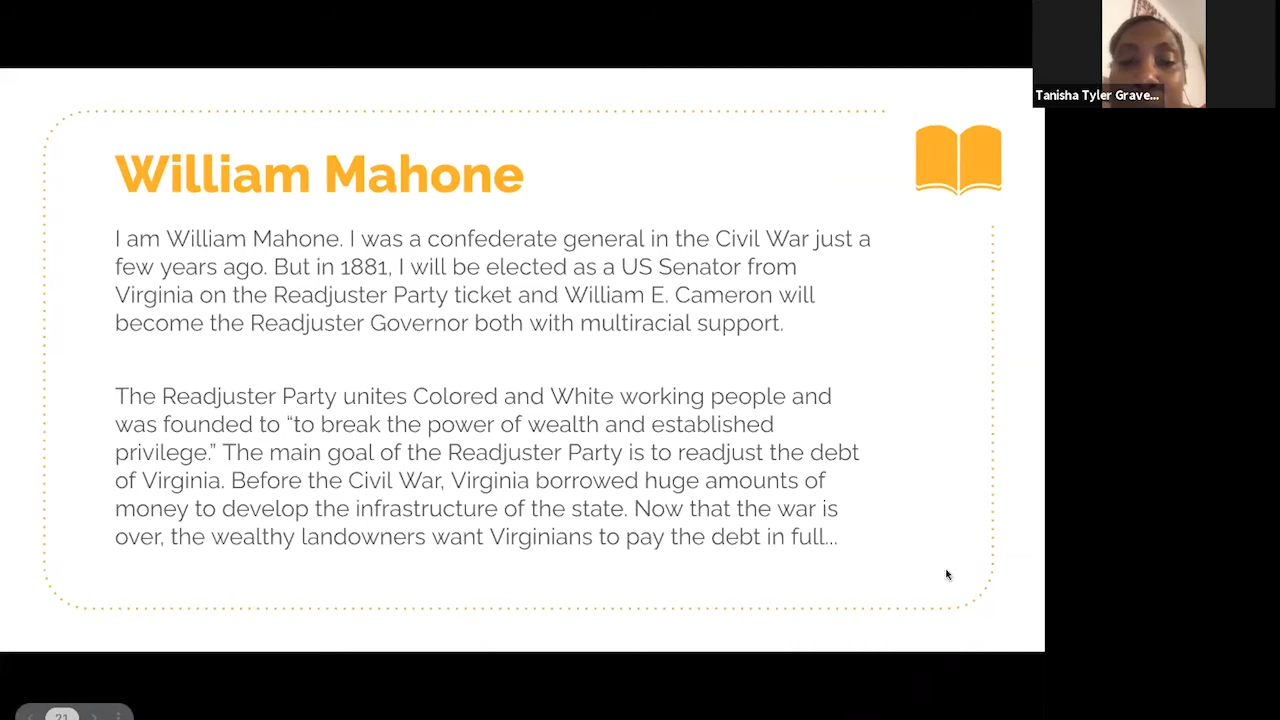 Tanisha Tyler Grave...
William Mahone
I am William Mahone. I was a confederate general in the Civil War just a
few years ago. But in 1881, I will be elected as a US Senator from
Virginia on the Readjuster Party ticket and William E. Cameron will
become the Readjuster Governor both with multiracial support.
The Readjuster Party unites Colored and White working people and
was founded to “to break the power of wealth and established
privilege.” The main goal of the Readjuster Party is to readjust the debt
of Virginia. Before the Civil War, Virginia borrowed huge amounts of
money to develop the infrastructure of the state. Now that the war is
over, the wealthy landowners want Virginians to pay the debt in full...
21